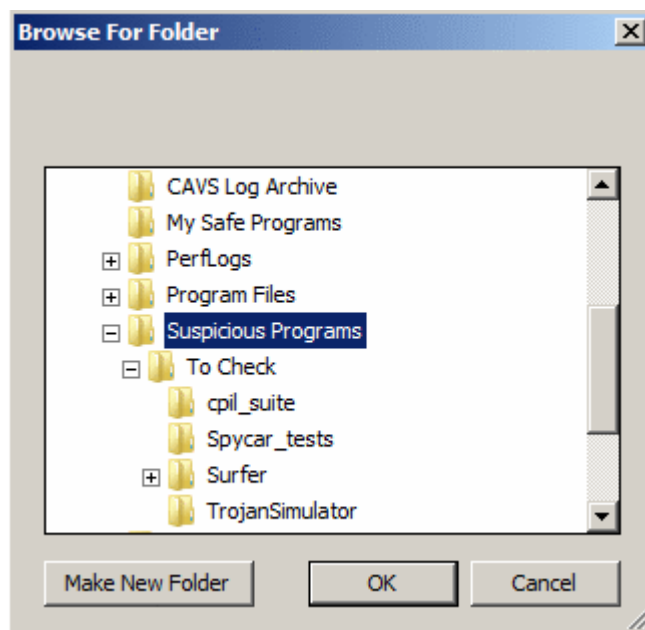 Browse For Folder
CAVS Log Archive
My Safe Programs
PerfLogs
Program Files
Suspicious Programs
To Check
cpil_suite
Spycar_tests
Surfer
TrojanSimulator
Make New Folder OK Cancel